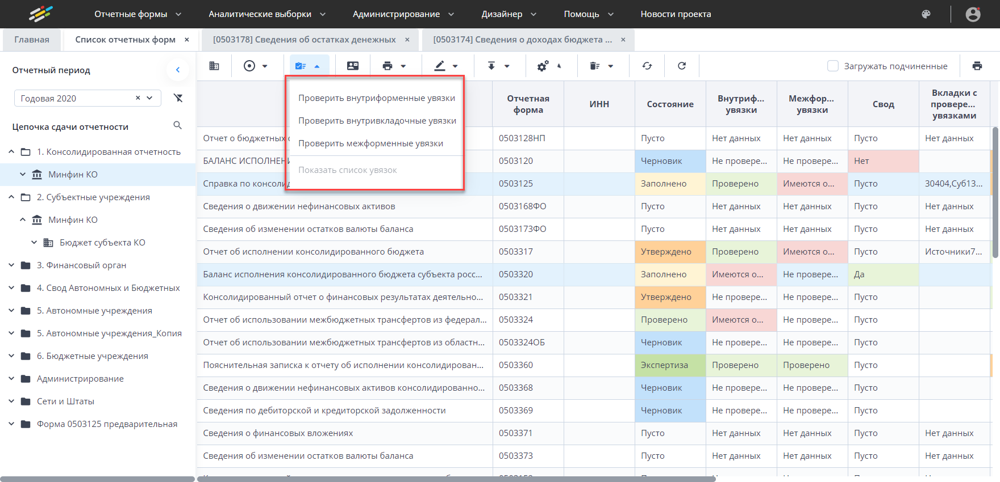 Отчетные формы Аналитические выборки Администрирование Дизайнер Помощь Новости проекта
Главная Список отчетных форм × [0503178] Сведения об остатках денежных × [0503174] Сведения о доходах бюджета ... ×
Отчетный период
Годовая 2020 ×
Цепочка сдачи отчетности
1. Консолидированная отчетность
Минфин КО
2. Субъектные учреждения
Минфин КО
Бюджет субъекта КО
3. Финансовый орган
4. Свод Автономных и Бюджетных
5. Автономные учреждения
5. Автономные учреждения_Копия
6. Бюджетные учреждения
Администрирование
Сети и Штаты
Форма 0503125 предварительная
Загружать подчиненные
Проверить внутриформенные увязки
Проверить внутривкладочные увязки
Проверить межформенные увязки
Показать список увязок
Отчетная форма ИНН Состояние Внутриф... увязки Межфор... увязки Свод Вкладки с провере... увязками
Отчет о бюджетных 0503128НП Пусто Нет данных Нет данных Пусто Нет данных
БАЛАНС ИСПОЛНЕНИ 0503120 Черновик Не провере... Не провере... Нет
Справка по консолид 0503125 Заполнено Проверено Имеются о... Пусто 30404,Суб13...
Сведения о движении нефинансовых активов 0503168ФО Пусто Нет данных Нет данных Пусто Нет данных
Сведения об изменении остатков валюты баланса 0503173ФО Пусто Нет данных Нет данных Пусто Нет данных
Отчет об исполнении консолидированного бюджета 0503317 Утверждено Проверено Имеются о... Пусто Источники7...
Баланс исполнения консолидированного бюджета субъекта росс... 0503320 Заполнено Имеются о... Не провере... Да
Консолидированный отчет о финансовых результатах деятельно... 0503321 Утверждено Не провере... Не провере... Пусто
Отчет об использовании межбюджетных трансфертов из федерал... 0503324 Проверено Имеются о... Не провере... Пусто
Отчет об использовании межбюджетных трансфертов из областн... 0503324ОБ Черновик Не провере... Не провере... Пусто
Пояснительная записка к отчету об исполнении консолидирован... 0503360 Экспертиза Проверено Проверено Пусто
Сведения о движении нефинансовых активов консолидированно... 0503368 Черновик Не провере... Не провере... Пусто
Сведения по дебиторской и кредиторской задолженности 0503369 Черновик Не провере... Не провере... Пусто
Сведения о финансовых вложениях 0503371 Пусто Нет данных Нет данных Пусто Нет данных
Сведения об изменении остатков валюты баланса 0503373 Пусто Нет данных Нет данных Пусто Нет данных